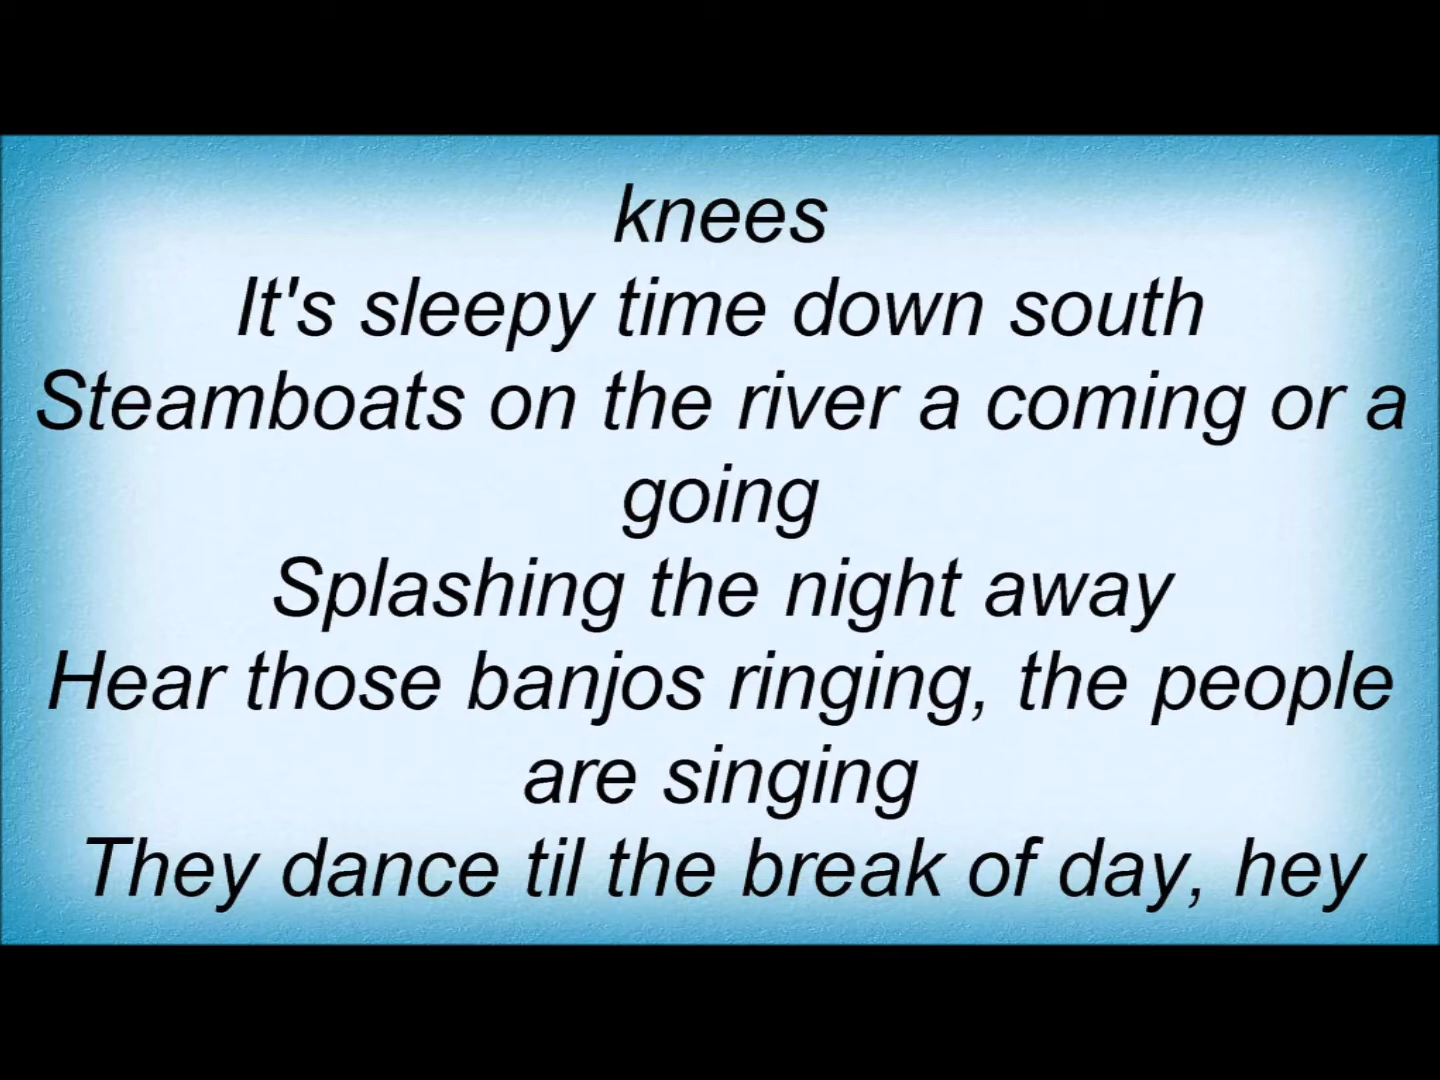 knees
It's sleepy time down south
Steamboats on the river a coming or a
going
Splashing the night away
Hear those banjos ringing, the people
are singing
They dance til the break of day, hey